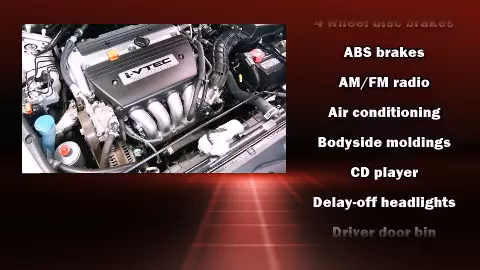 4 wheel disc brakes
ABS brakes
AM/FM radio
Air conditioning
Bodyside moldings
CD player
Delay-off headlights
Driver door bin
i-VTEC